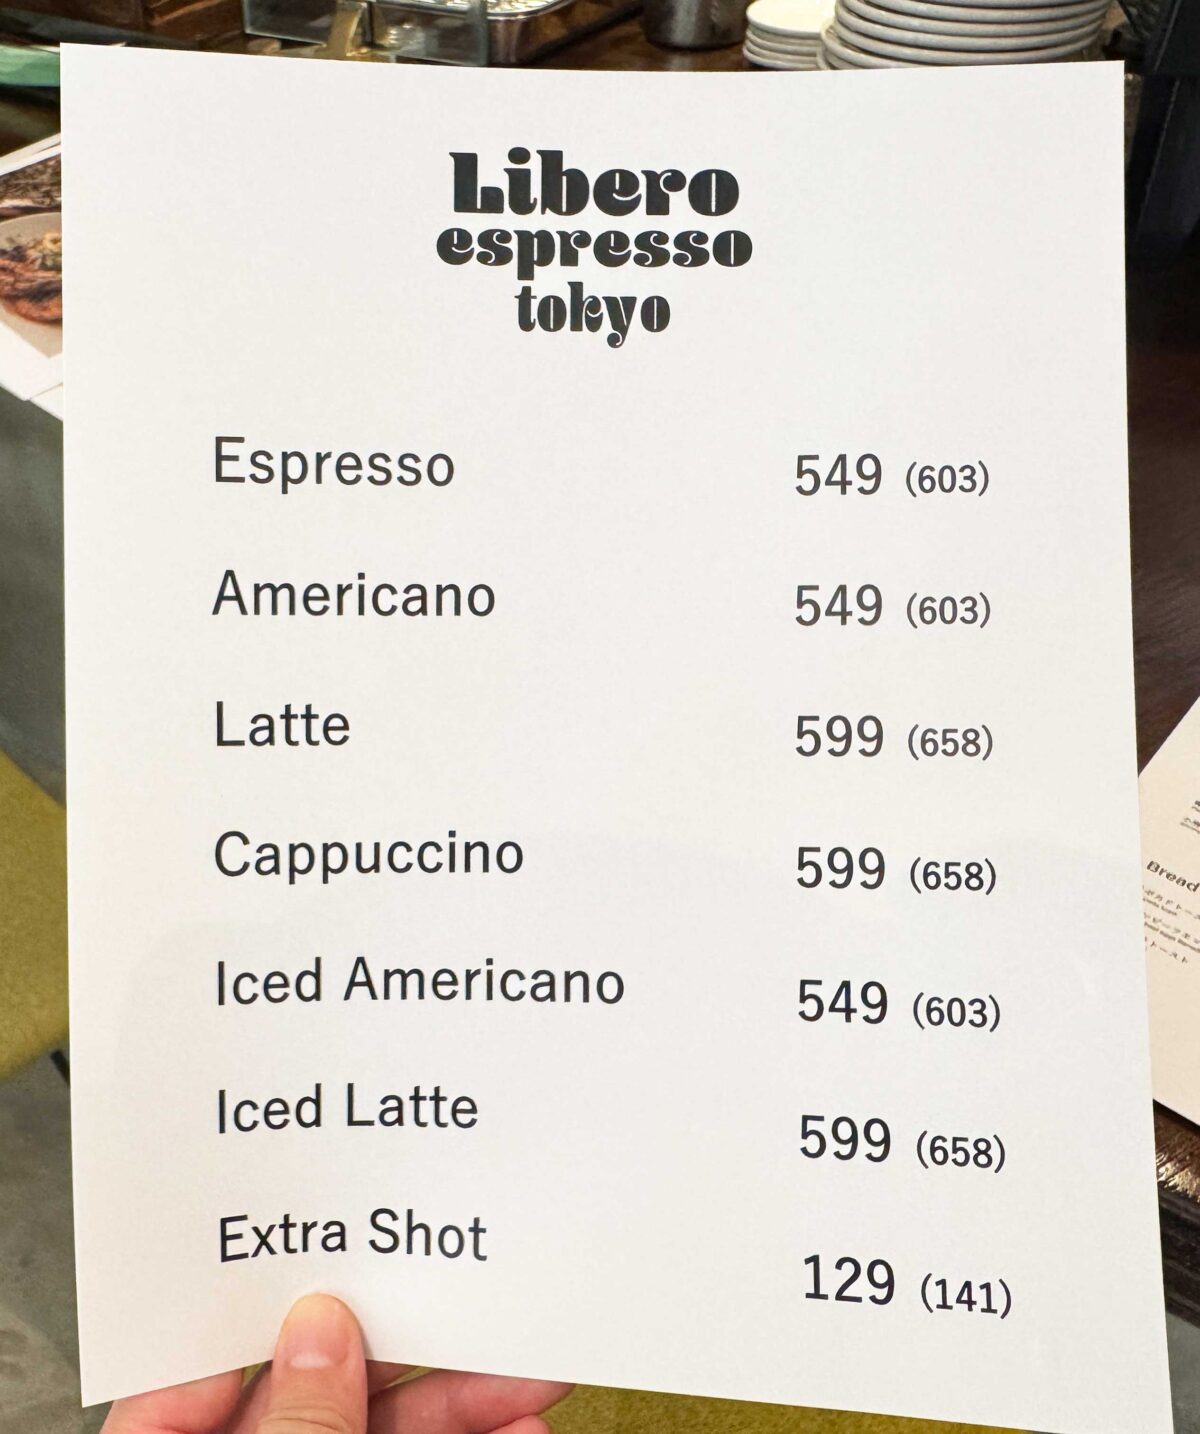 Libero
espresso
tokyo
Espresso 549 (603)
Americano 549 (603)
Latte 599 (658)
Cappuccino 599 (658)
Iced Americano 549 (603)
Iced Latte 599 (658)
Extra Shot 129 (141)
Bread